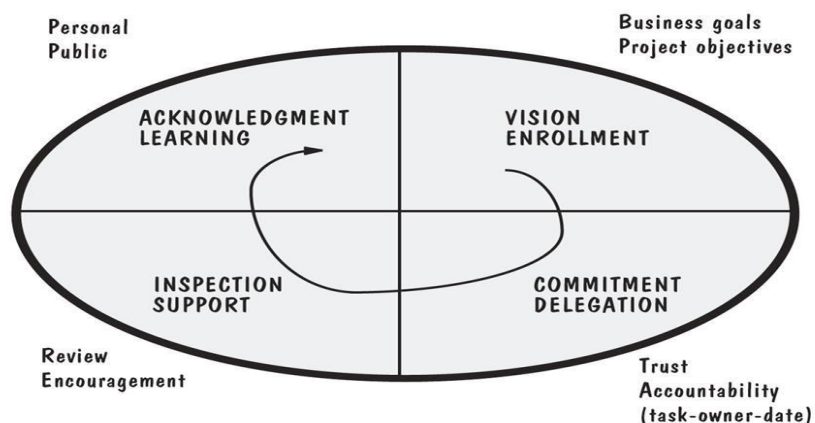 Personal
Public
Business goals
Project objectives
ACKNOWLEDGMENT
LEARNING
VISION
ENROLLMENT
INSPECTION
SUPPORT
COMMITMENT
DELEGATION
Review
Encouragement
Trust
Accountability
(task-owner-date)